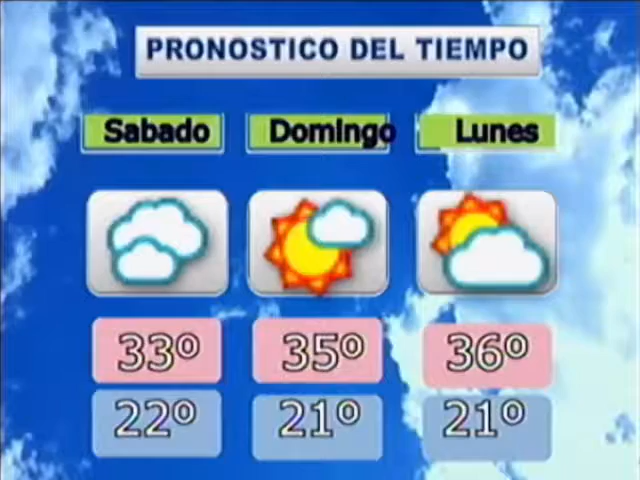 PRONOSTICO DEL TIEMPO
Sabado Domingo Lunes
33º 35º 36º
22º 21º 21º